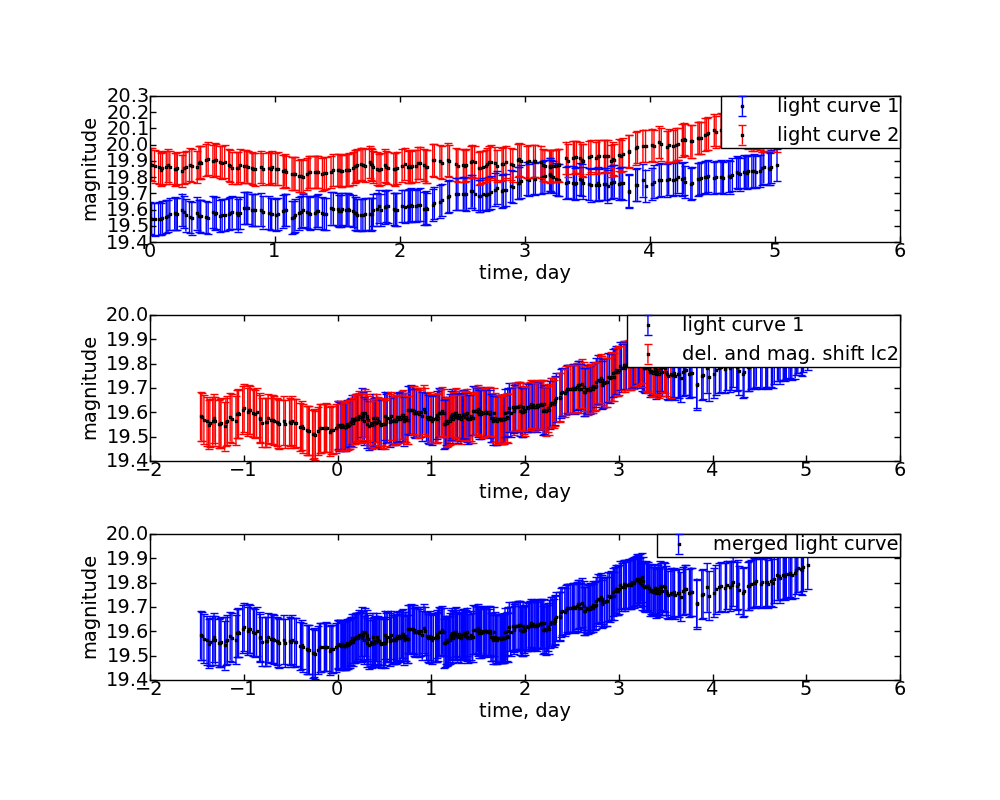 20.3
20.2
20.1
20.0
19.9
19.8
19.7
19.6
19.5
19.4
magnitude
light curve 1
light curve 2
0 1 2 3 4 5 6
time, day
20.0
19.9
19.8
19.7
19.6
19.5
19.4
magnitude
light curve 1
del. and mag. shift lc2
−2 −1 0 1 2 3 4 5 6
time, day
20.0
19.9
19.8
19.7
19.6
19.5
19.4
magnitude
merged light curve
−2 −1 0 1 2 3 4 5 6
time, day